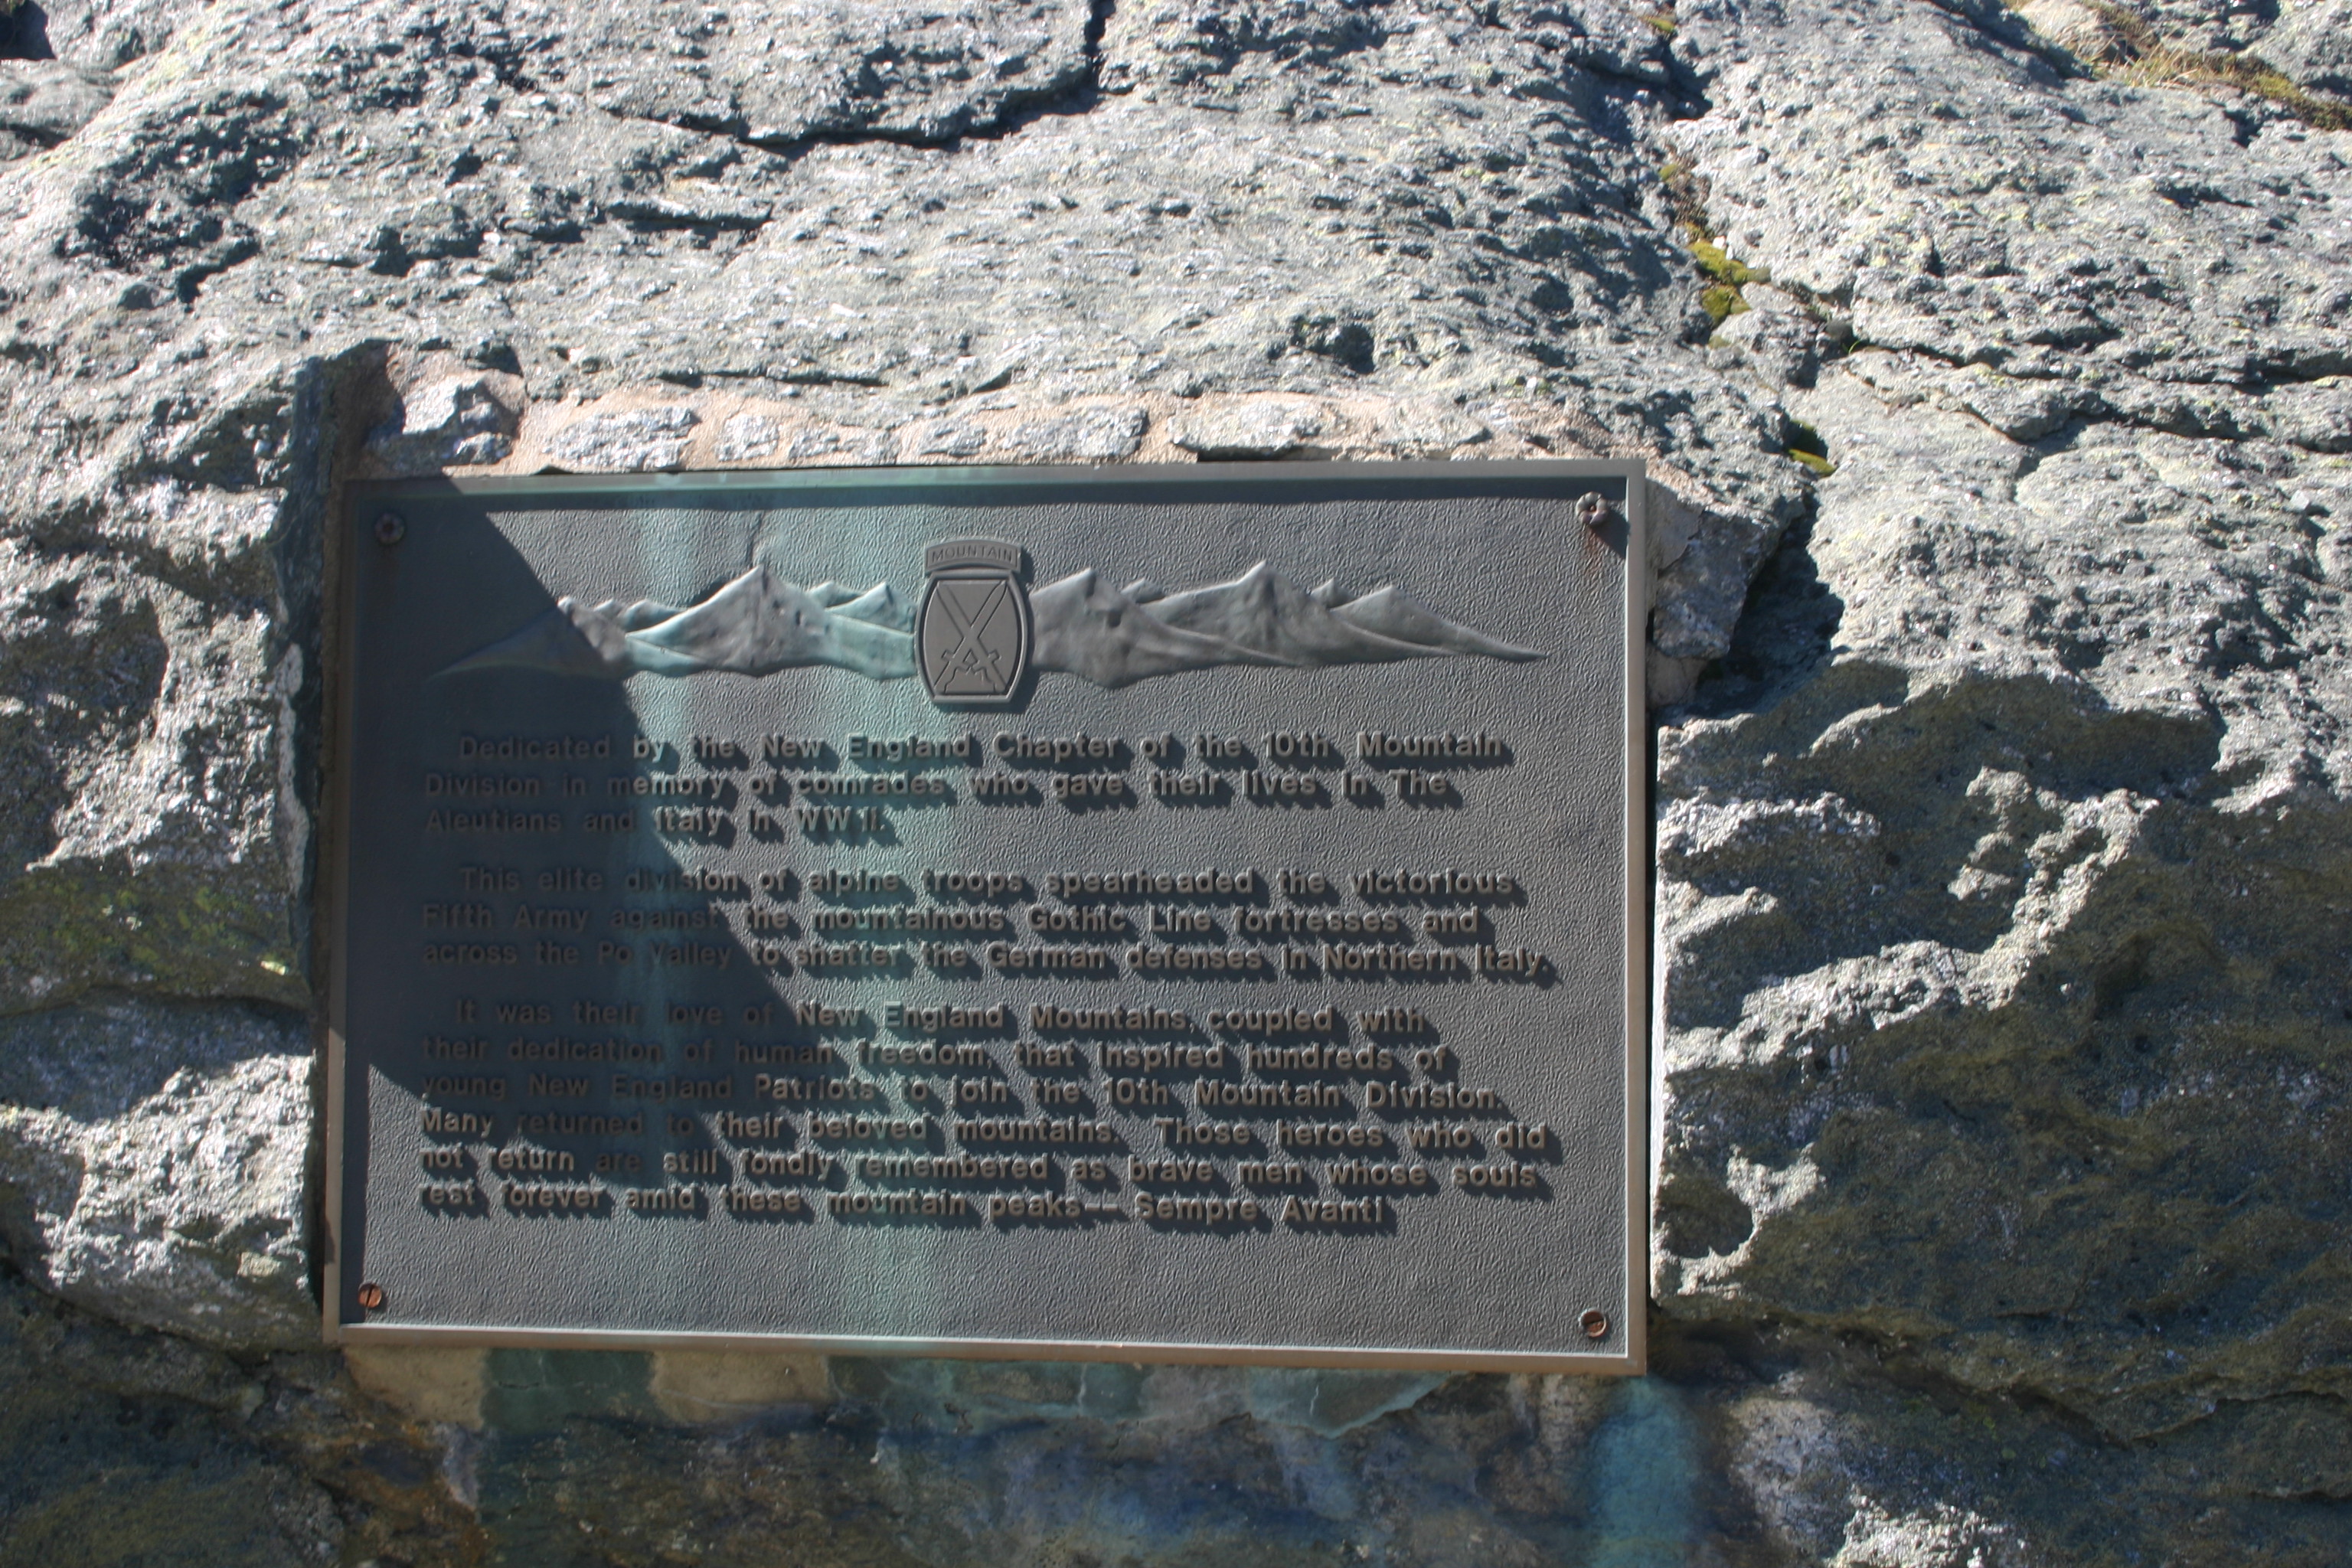 MOUNTAIN
Dedicated by the New England Chapter of the 10th Mountain
Division in memory of comrades who gave their lives in The
Aleutians and Italy in WW II.
This elite division of alpine troops spearheaded the victorious
Fifth Army against the mountainous Gothic Line fortresses and
across the Po Valley to shatter the German defenses in Northern Italy.
It was their love of New England Mountains, coupled with
their dedication of human freedom, that inspired hundreds of
young New England Patriots to join the 10th Mountain Division.
Many returned to their beloved mountains. Those heroes who did
not return are still fondly remembered as brave men whose souls
rest forever amid these mountain peaks— Sempre Avanti